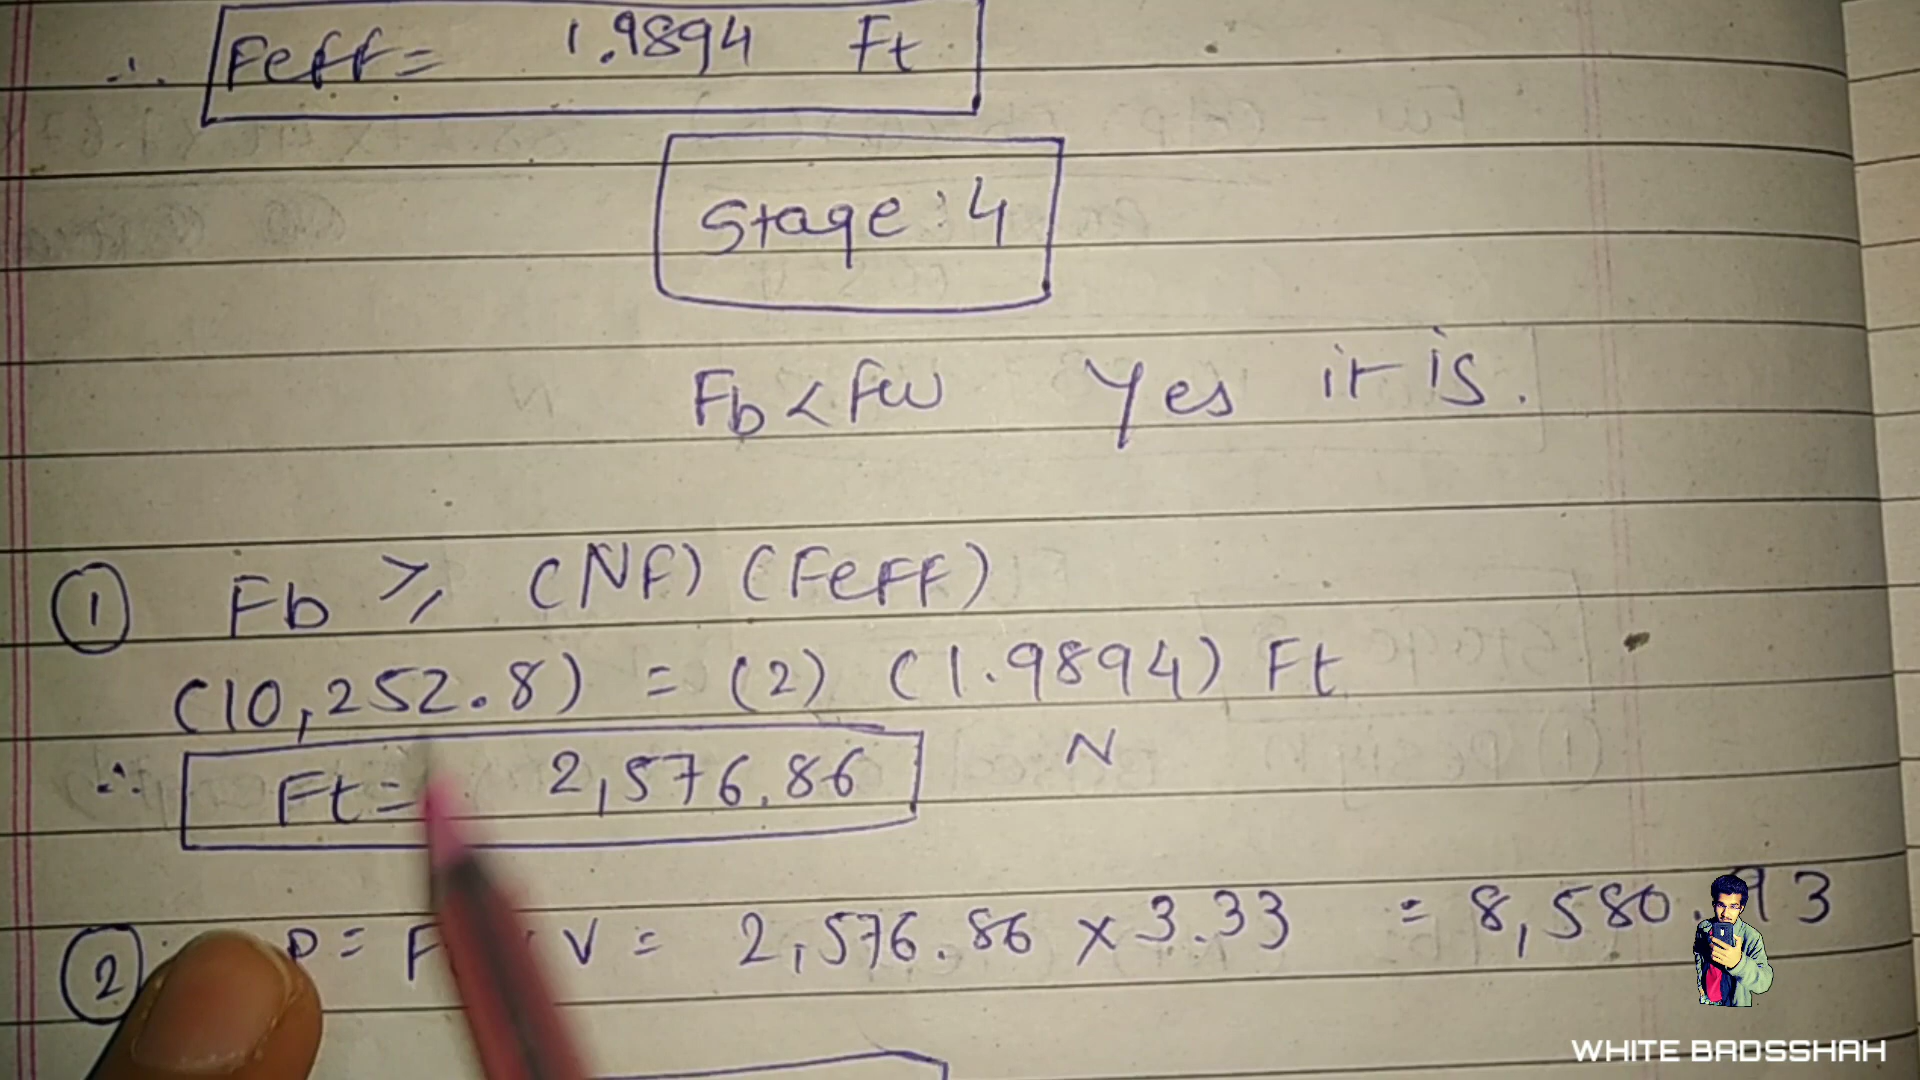 ∴ Feff = 1.9894 Ft
Stage: 4
Fb < Fw Yes it is.
① Fb ⩾ (NF) (Feff)
(10,252.8) = (2) (1.9894) Ft
∴ Ft = 2,576.86 N
② P = F V = 2,576.86 × 3.33 = 8,580. 93
WHITE BADSSHAH